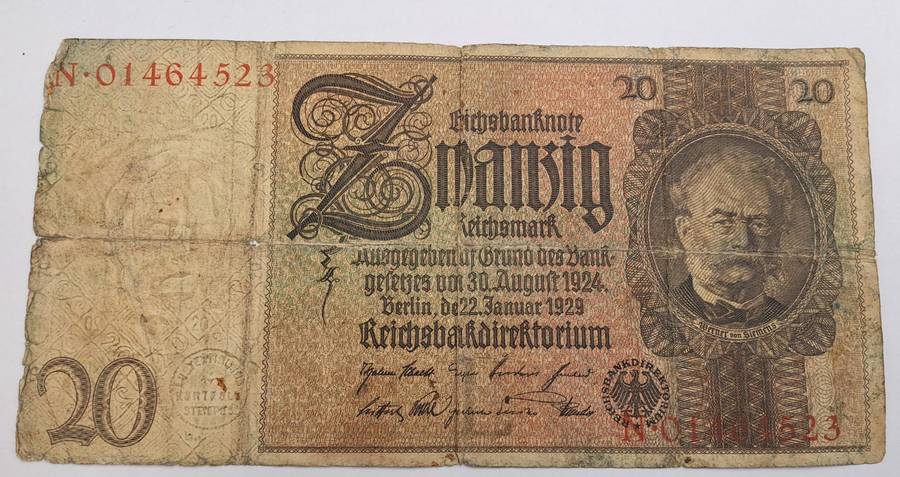 N·01464523
20
20
Reichsbanknote
Zwanzig
Reichsmark
Ausgegeben auf Grund des Bank-
gesetzes vom 30. August 1924.
Berlin, den 22. Januar 1929
Reichsbankdirektorium
Werner von Siemens
REICHSBANKDIREKTORIUM
20
N·01464523